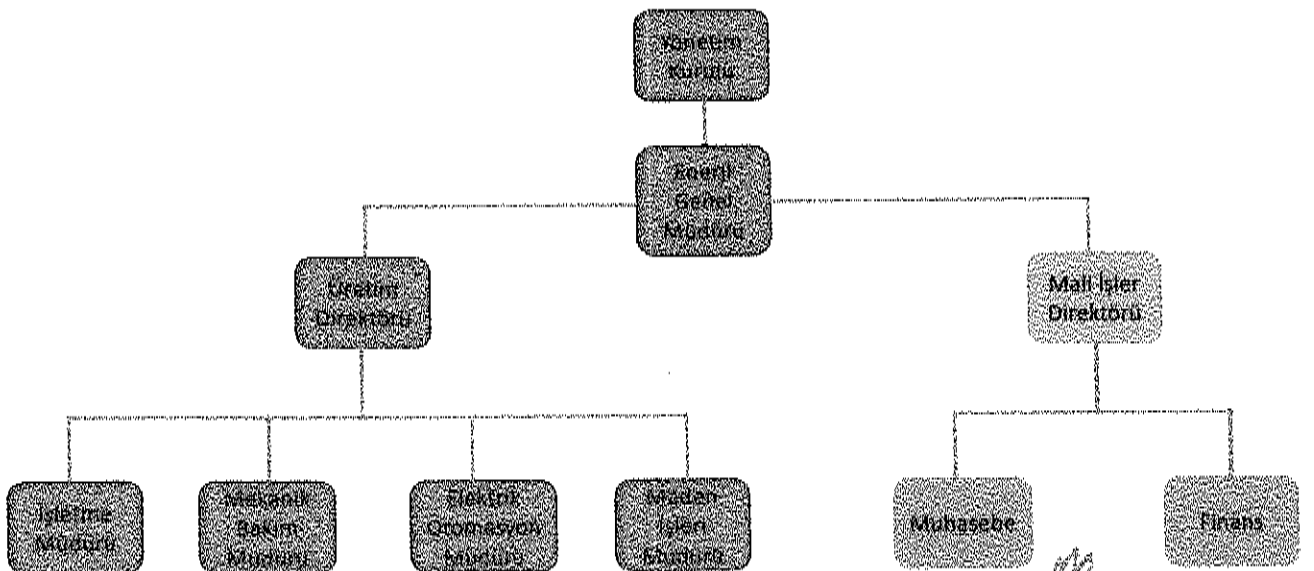 Yönetim
Kurulu
Enerji
Genel
Müdürü
Üretim
Direktörü
Mali İşler
Direktörü
İşletme
Müdürü
Mekanik
Bakım
Müdürü
Elektrik
Otomasyon
Müdürü
Maden
İşleri
Müdürü
Muhasebe
Finans